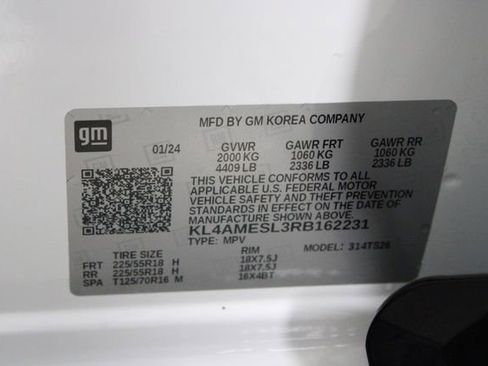 gm
MFD BY GM KOREA COMPANY
01/24 GVWR GAWR FRT GAWR RR
2000 KG 1060 KG 1060 KG
4409 LB 2336 LB 2336 LB
THIS VEHICLE CONFORMS TO ALL
APPLICABLE U.S. FEDERAL MOTOR
VEHICLE SAFETY AND THEFT PREVENTION
STANDARDS IN EFFECT ON THE DATE OF
MANUFACTURE SHOWN ABOVE.
KL4AMESL3RB162231
TYPE: MPV MODEL: 314TS26
TIRE SIZE RIM
FRT 225/55R18 H 18X7.5J
RR 225/55R18 H 18X7.5J
SPA T125/70R16 M 16X4BT